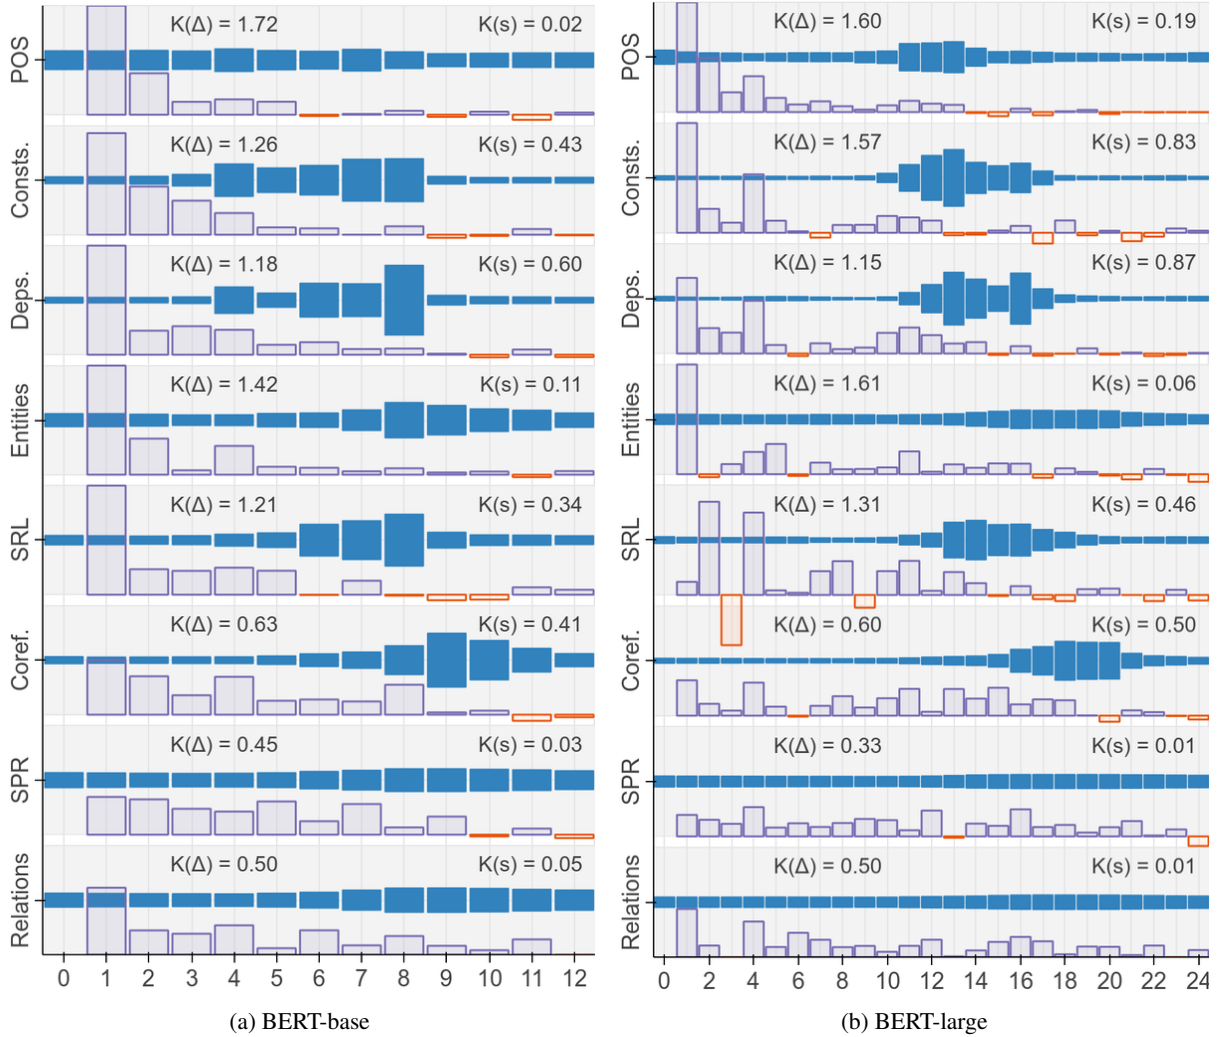 POS
K(Δ) = 1.72
K(s) = 0.02
Consts.
K(Δ) = 1.26
K(s) = 0.43
Deps.
K(Δ) = 1.18
K(s) = 0.60
Entities
K(Δ) = 1.42
K(s) = 0.11
SRL
K(Δ) = 1.21
K(s) = 0.34
Coref.
K(Δ) = 0.63
K(s) = 0.41
SPR
K(Δ) = 0.45
K(s) = 0.03
Relations
K(Δ) = 0.50
K(s) = 0.05
0 1 2 3 4 5 6 7 8 9 10 11 12
(a) BERT-base
POS
K(Δ) = 1.60
K(s) = 0.19
Consts.
K(Δ) = 1.57
K(s) = 0.83
Deps.
K(Δ) = 1.15
K(s) = 0.87
Entities
K(Δ) = 1.61
K(s) = 0.06
SRL
K(Δ) = 1.31
K(s) = 0.46
Coref.
K(Δ) = 0.60
K(s) = 0.50
SPR
K(Δ) = 0.33
K(s) = 0.01
Relations
K(Δ) = 0.50
K(s) = 0.01
0 2 4 6 8 10 12 14 16 18 20 22 24
(b) BERT-large